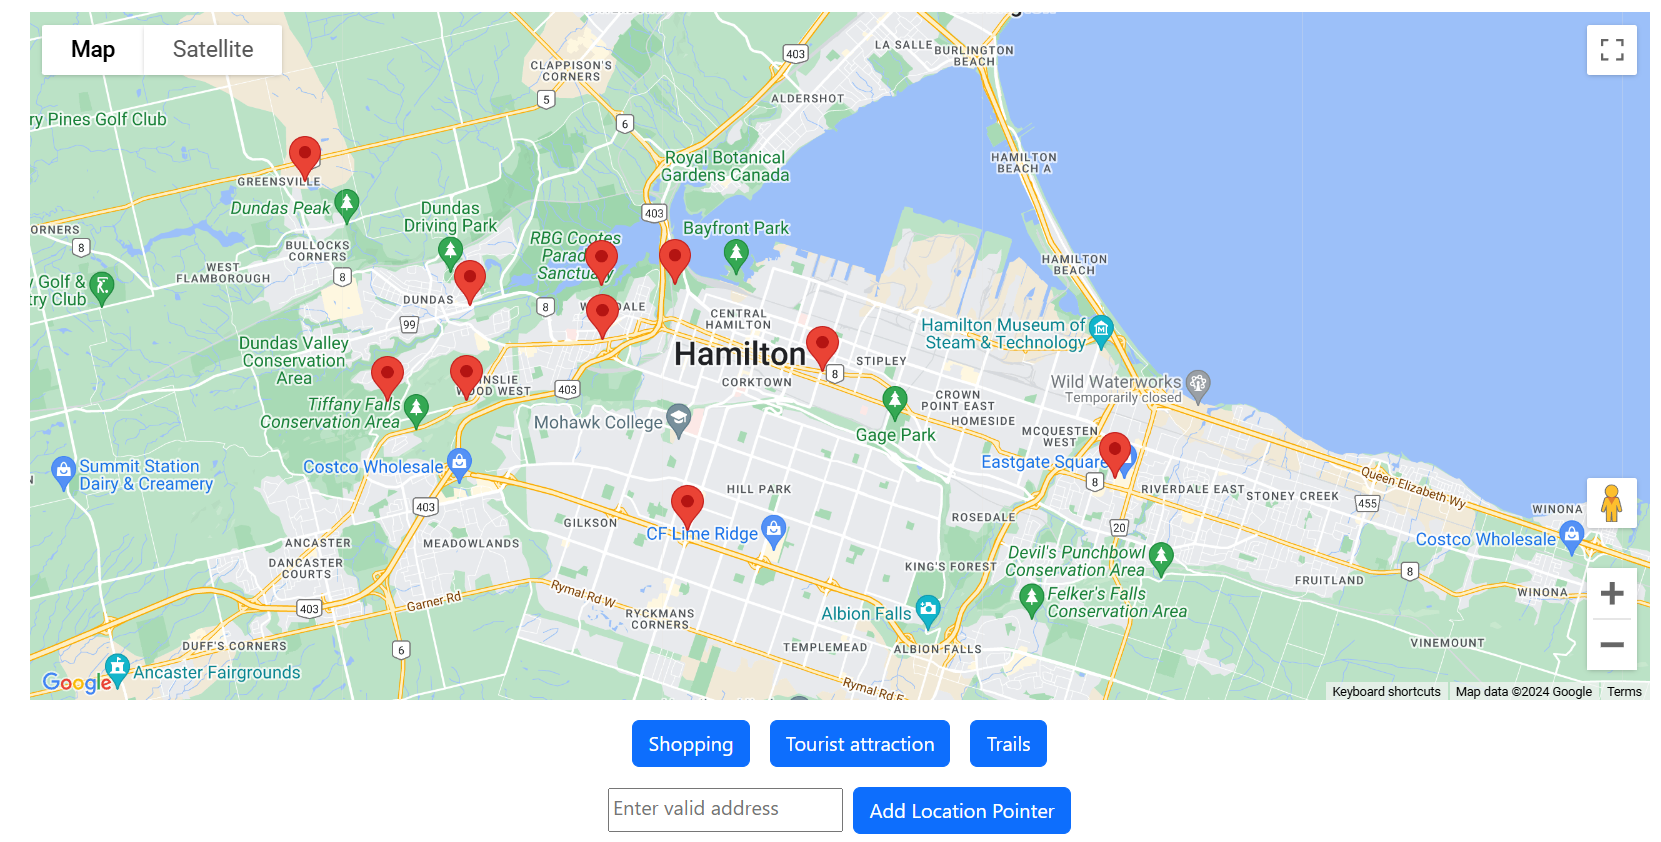 Map
Satellite
403
LA SALLE
BURLINGTON
BEACH
CLAPPISON'S
CORNERS
5
ALDERSHOT
ry Pines Golf Club
6
Royal Botanical
Gardens Canada
HAMILTON
BEACH A
GREENSVILLE
Dundas Peak
Dundas
Driving Park
403
Bayfront Park
ORNERS
8
BULLOCKS
CORNERS
RBG Cootes
Parad
Sanctuary
WEST
FLAMBOROUGH
8
HAMILTON
BEACH
y Golf &
try Club
DUNDAS
8
W
DALE
99
CENTRAL
HAMILTON
Hamilton Museum of
Steam & Technology
Dundas Valley
Conservation
Area
Hamilton
STIPLEY
8
CORKTOWN
AINSLIE
WOOD WEST
403
Wild Waterworks
Temporarily closed
CROWN
POINT EAST
Tiffany Falls
Conservation Area
Mohawk College
HOMESIDE
Gage Park
MCQUESTEN
WEST
Costco Wholesale
Eastgate Square
Summit Station
Dairy & Creamery
N
8
Queen Elizabeth Wy
HILL PARK
RIVERDALE EAST
STONEY CREEK
455
WINONA
403
GILKSON
ROSEDALE
20
CF Lime Ridge
Costco Wholesale
ANCASTER
MEADOWLANDS
Devil's Punchbowl
Conservation Area
DANCASTER
COURTS
KING'S FOREST
8
FRUITLAND
WINONA
Garner Rd
Rymal Rd W
403
Felker's Falls
Conservation Area
RYCKMANS
CORNERS
Albion Falls
DUFF'S CORNERS
6
TEMPLEMEAD
ALBION FALLS
VINEMOUNT
Ancaster Fairgrounds
Google
Rymal Rd E
Keyboard shortcuts
Map data ©2024 Google
Terms
Shopping
Tourist attraction
Trails
Enter valid address
Add Location Pointer